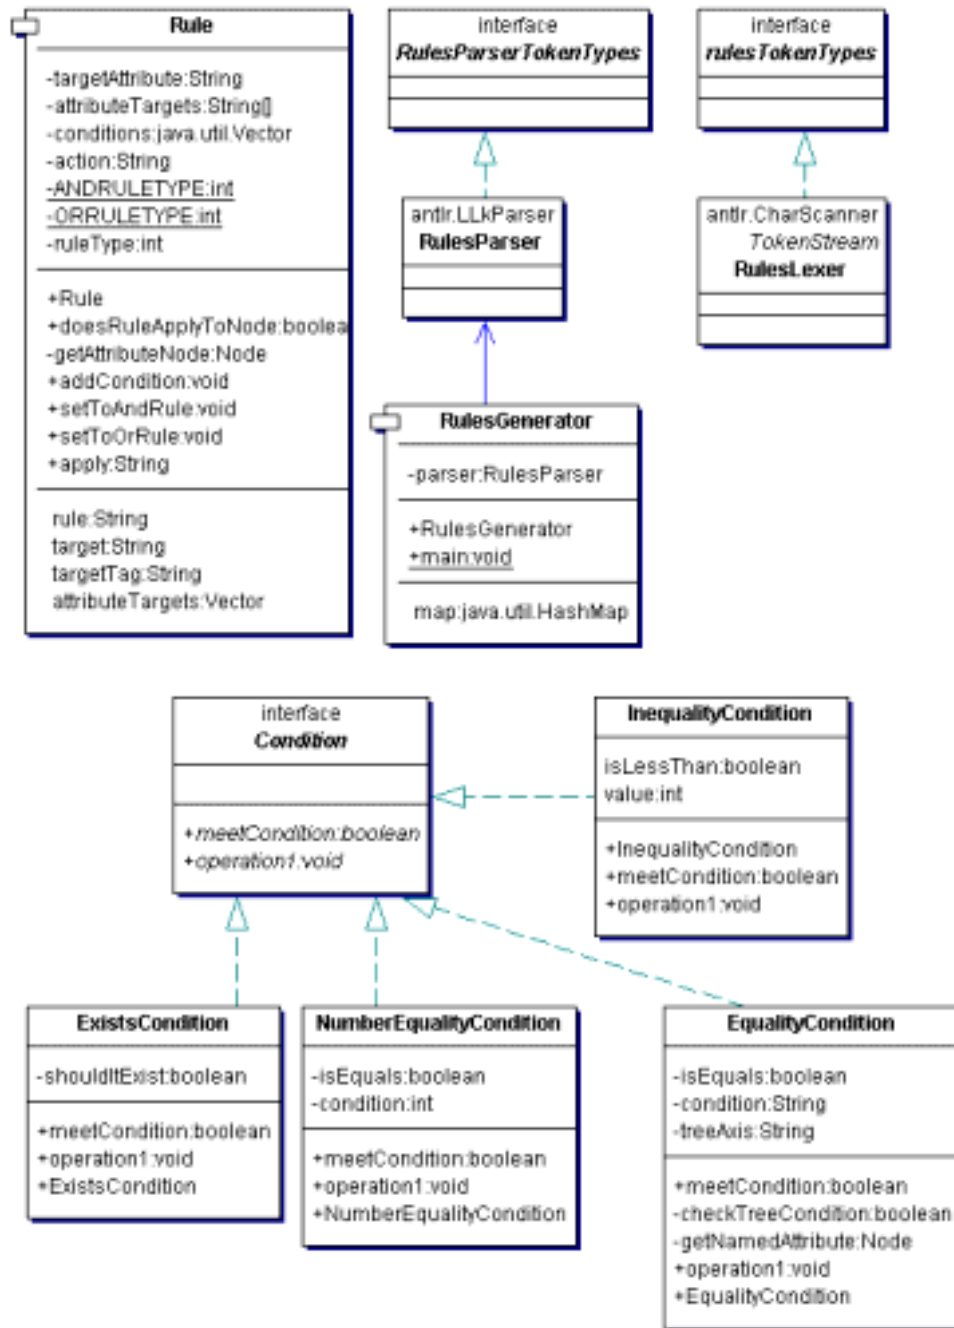 Rule
-targetAttribute:String
-attributeTargets:String[]
-conditions:java.util.Vector
-action:String
-ANDRULETYPE:int
-ORRULETYPE:int
-ruleType:int
+Rule
+doesRuleApplyToNode:boolea
-getAttributeNode:Node
+addCondition:void
+setToAndRule:void
+setToOrRule:void
+apply:String
rule:String
target:String
targetTag:String
attributeTargets:Vector
interface
RulesParserTokenTypes
antlr.LLkParser
RulesParser
RulesGenerator
-parser:RulesParser
+RulesGenerator
+main:void
map:java.util.HashMap
interface
rulesTokenTypes
antlr.CharScanner
TokenStream
RulesLexer
interface
Condition
+meetCondition:boolean
+operation1:void
InequalityCondition
isLessThan:boolean
value:int
+InequalityCondition
+meetCondition:boolean
+operation1:void
ExistsCondition
-shouldItExist:boolean
+meetCondition:boolean
+operation1:void
+ExistsCondition
NumberEqualityCondition
-isEquals:boolean
-condition:int
+meetCondition:boolean
+operation1:void
+NumberEqualityCondition
EqualityCondition
-isEquals:boolean
-condition:String
-treeAxis:String
+meetCondition:boolean
-checkTreeCondition:boolean
-getNamedAttribute:Node
+operation1:void
+EqualityCondition